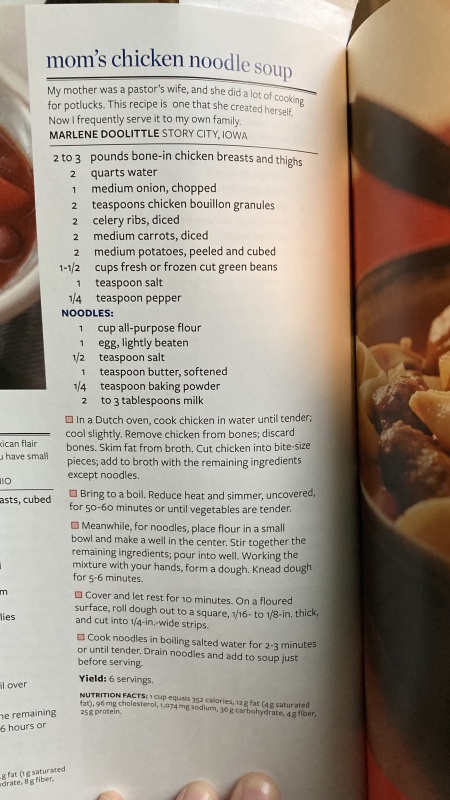 mom's chicken noodle soup
My mother was a pastor's wife, and she did a lot of cooking
for potlucks. This recipe is one that she created herself.
Now I frequently serve it to my own family.
MARLENE DOOLITTLE STORY CITY, IOWA
2 to 3 pounds bone-in chicken breasts and thighs
2 quarts water
1 medium onion, chopped
2 teaspoons chicken bouillon granules
2 celery ribs, diced
2 medium carrots, diced
2 medium potatoes, peeled and cubed
1-1/2 cups fresh or frozen cut green beans
1 teaspoon salt
1/4 teaspoon pepper
NOODLES:
1 cup all-purpose flour
1 egg, lightly beaten
1/2 teaspoon salt
1 teaspoon butter, softened
1/4 teaspoon baking powder
2 to 3 tablespoons milk
In a Dutch oven, cook chicken in water until tender;
cool slightly. Remove chicken from bones; discard
bones. Skim fat from broth. Cut chicken into bite-size
pieces; add to broth with the remaining ingredients
except noodles.
Bring to a boil. Reduce heat and simmer, uncovered,
for 50-60 minutes or until vegetables are tender.
Meanwhile, for noodles, place flour in a small
bowl and make a well in the center. Stir together the
remaining ingredients; pour into well. Working the
mixture with your hands, form a dough. Knead dough
for 5-6 minutes.
Cover and let rest for 10 minutes. On a floured
surface, roll dough out to a square, 1/16- to 1/8-in. thick,
and cut into 1/4-in.-wide strips.
Cook noodles in boiling salted water for 2-3 minutes
or until tender. Drain noodles and add to soup just
before serving.
Yield: 6 servings.
NUTRITION FACTS: 1 cup equals 352 calories, 12 g fat (4 g saturated
fat), 96 mg cholesterol, 1,074 mg sodium, 36 g carbohydrate, 4 g fiber,
25 g protein.
ican flair
u have small
IO
asts, cubed
m
lies
il over
he remaining
6 hours or
g fat (1 g saturated
ydrate, 8 g fiber,